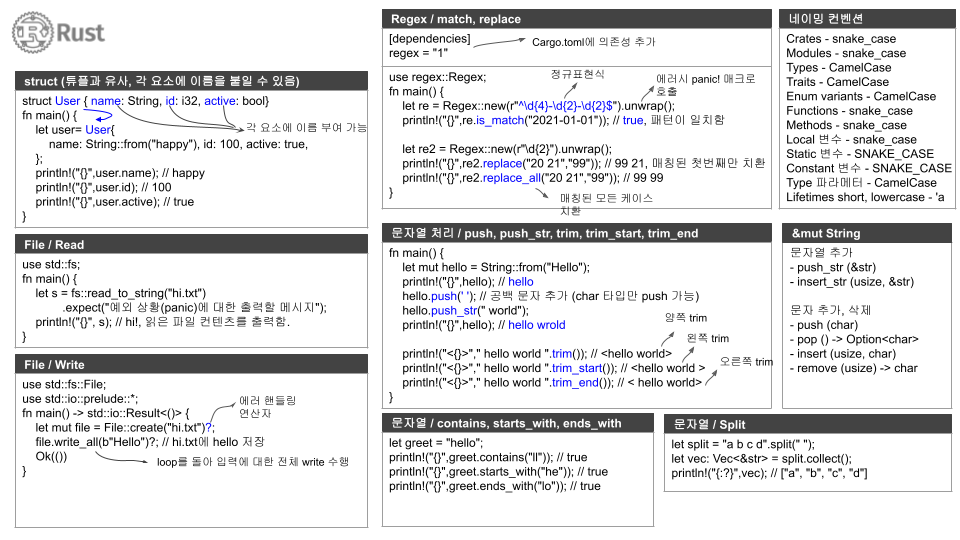 Rust
struct (튜플과 유사, 각 요소에 이름을 붙일 수 있음)
struct User { name: String, id: i32, active: bool}
fn main() {
let user= User{
각 요소에 이름 부여 가능
name: String::from("happy"), id: 100, active: true,
};
println!("{}",user.name); // happy
println!("{}",user.id); // 100
println!("{}",user.active); // true
}
File / Read
use std::fs;
fn main() {
let s = fs::read_to_string("hi.txt")
.expect("예외 상황(panic)에 대한 출력할 메시지");
println!("{}", s); // hi!, 읽은 파일 컨텐츠를 출력함.
}
File / Write
use std::fs::File;
use std::io::prelude::*;
fn main() -> std::io::Result<()> {
let mut file = File::create("hi.txt")?;
file.write_all(b"Hello")?; // hi.txt에 hello 저장
Ok(())
}
에러 핸들링
연산자
loop를 돌아 입력에 대한 전체 write 수행
Regex / match, replace
[dependencies]
regex = "1"
Cargo.toml에 의존성 추가
use regex::Regex;
fn main() {
let re = Regex::new(r"^\d{4}-\d{2}-\d{2}$").unwrap();
println!("{}",re.is_match("2021-01-01")); // true, 패턴이 일치함
정규표현식
에러시 panic! 매크로
호출
let re2 = Regex::new(r"\d{2}").unwrap();
println!("{}",re2.replace("20 21","99")); // 99 21, 매칭된 첫번째만 치환
println!("{}",re2.replace_all("20 21","99")); // 99 99
}
매칭된 모든 케이스
치환
문자열 처리 / push, push_str, trim, trim_start, trim_end
fn main() {
let mut hello = String::from("Hello");
println!("{}",hello); // hello
hello.push(' '); // 공백 문자 추가 (char 타입만 push 가능)
hello.push_str(" world");
println!("{}",hello); // hello wrold
양쪽 trim
왼쪽 trim
오른쪽 trim
println!("<{}>"," hello world ".trim()); // <hello world>
println!("<{}>"," hello world ".trim_start()); // <hello world >
println!("<{}>"," hello world ".trim_end()); // < hello world>
}
문자열 / contains, starts_with, ends_with
let greet = "hello";
println!("{}",greet.contains("ll")); // true
println!("{}",greet.starts_with("he")); // true
println!("{}",greet.ends_with("lo")); // true
네이밍 컨벤션
Crates - snake_case
Modules - snake_case
Types - CamelCase
Traits - CamelCase
Enum variants - CamelCase
Functions - snake_case
Methods - snake_case
Local 변수 - snake_case
Static 변수 - SNAKE_CASE
Constant 변수 - SNAKE_CASE
Type 파라메터 - CamelCase
Lifetimes short, lowercase - 'a
&mut String
문자열 추가
- push_str (&str)
- insert_str (usize, &str)
문자 추가, 삭제
- push (char)
- pop () -> Option<char>
- insert (usize, char)
- remove (usize) -> char
문자열 / Split
let split = "a b c d".split(" ");
let vec: Vec<&str> = split.collect();
println!("{:?}",vec); // ["a", "b", "c", "d"]